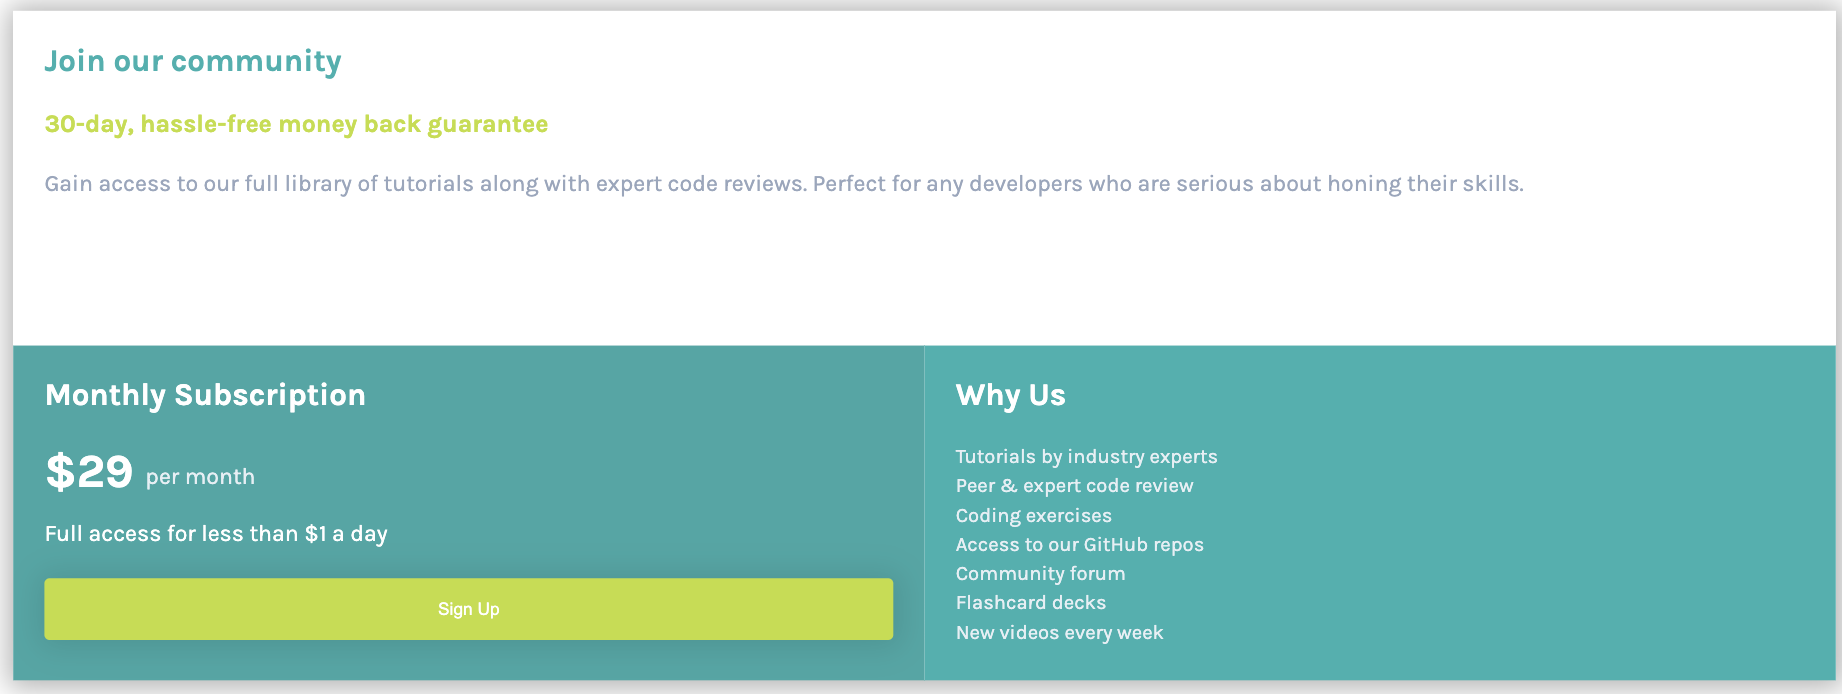 Join our community
30-day, hassle-free money back guarantee
Gain access to our full library of tutorials along with expert code reviews. Perfect for any developers who are serious about honing their skills.
Monthly Subscription
$29 per month
Full access for less than $1 a day
Sign Up
Why Us
Tutorials by industry experts
Peer & expert code review
Coding exercises
Access to our GitHub repos
Community forum
Flashcard decks
New videos every week